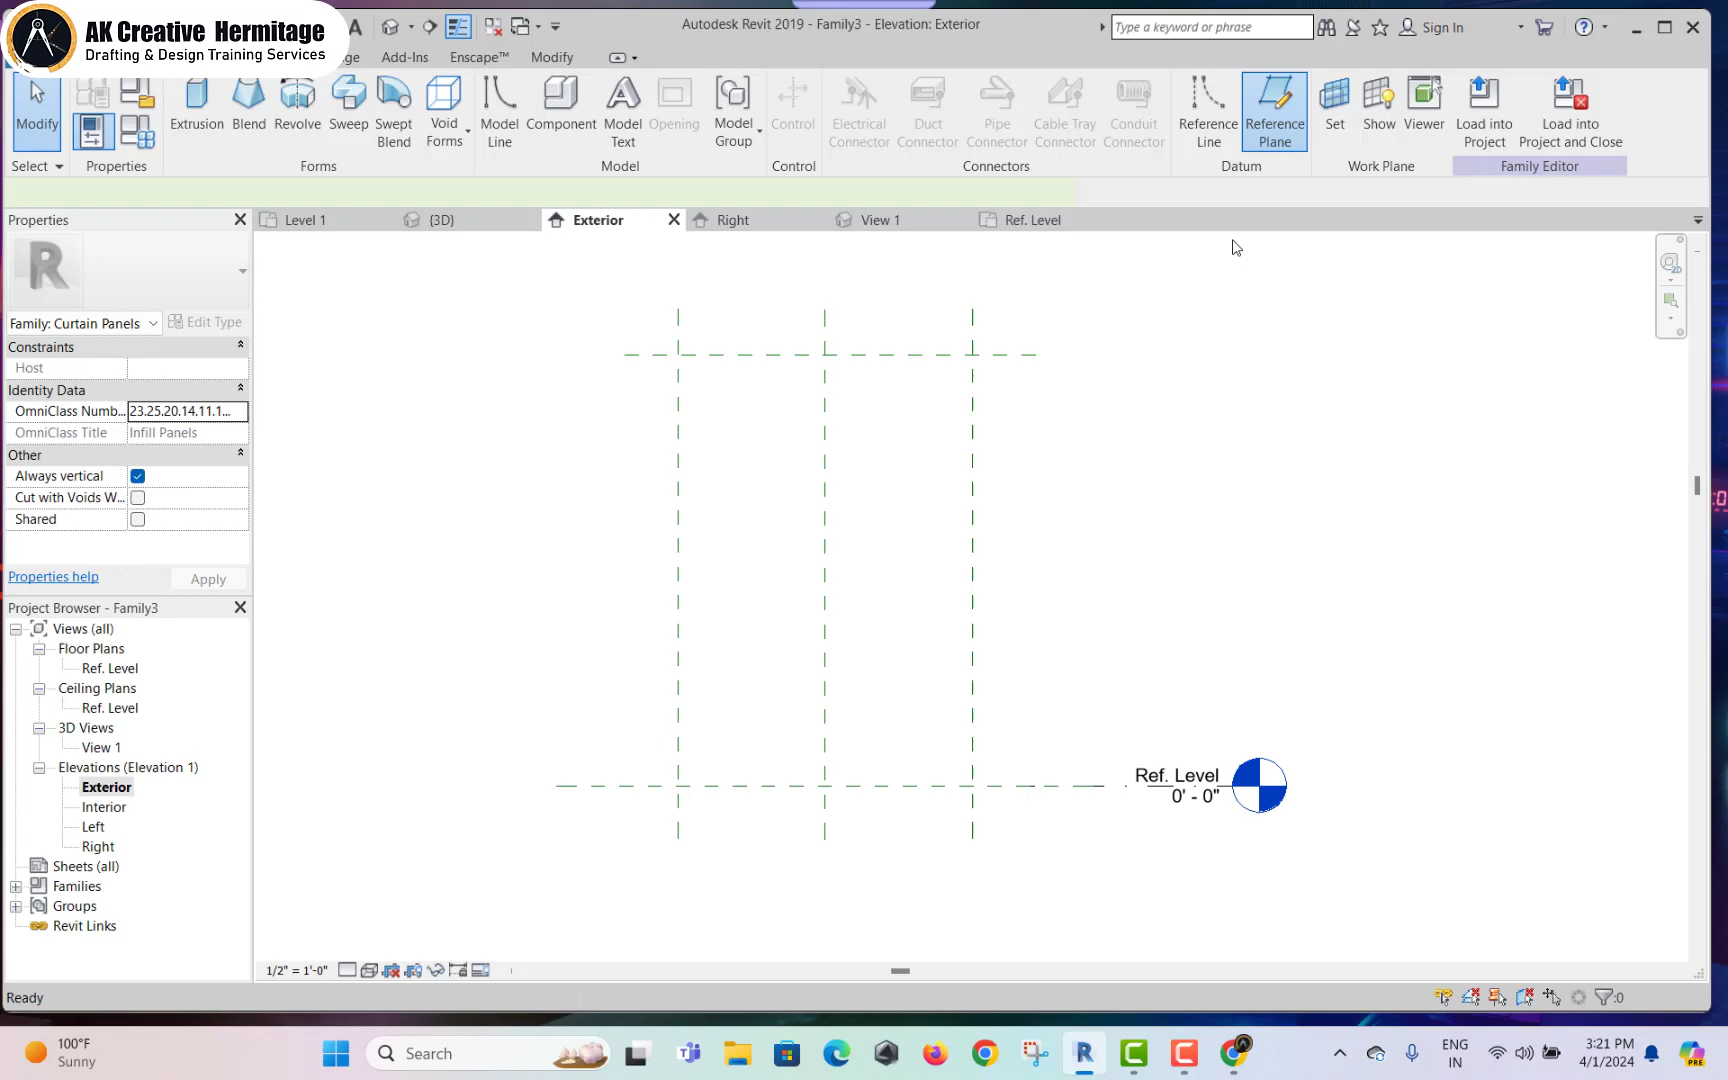 AK Creative Hermitage
Drafting & Design Training Services
Autodesk Revit 2019 - Family3 - Elevation: Exterior
Type a keyword or phrase
Sign In
Add-Ins
Enscape™
Modify
Modify
Extrusion
Blend
Revolve
Sweep
Swept Blend
Void Forms
Model Line
Component
Model Text
Opening
Model Group
Control
Electrical Connector
Duct Connector
Pipe Connector
Cable Tray Connector
Conduit Connector
Reference Line
Reference Plane
Set
Show
Viewer
Load into Project
Load into Project and Close
Select
Properties
Forms
Model
Control
Connectors
Datum
Work Plane
Family Editor
Properties
Level 1
{3D}
Exterior
Right
View 1
Ref. Level
Family: Curtain Panels
Edit Type
Constraints
Host
Identity Data
OmniClass Numb... 23.25.20.14.11.1...
OmniClass Title Infill Panels
Other
Always vertical
Cut with Voids W...
Shared
Properties help
Apply
Project Browser - Family3
Views (all)
Floor Plans
Ref. Level
Ceiling Plans
Ref. Level
3D Views
View 1
Elevations (Elevation 1)
Exterior
Interior
Left
Right
Sheets (all)
Families
Groups
Revit Links
Ref. Level
0' - 0"
1/2" = 1'-0"
Ready
:0
100°F
Sunny
Search
ENG
IN
3:21 PM
4/1/2024